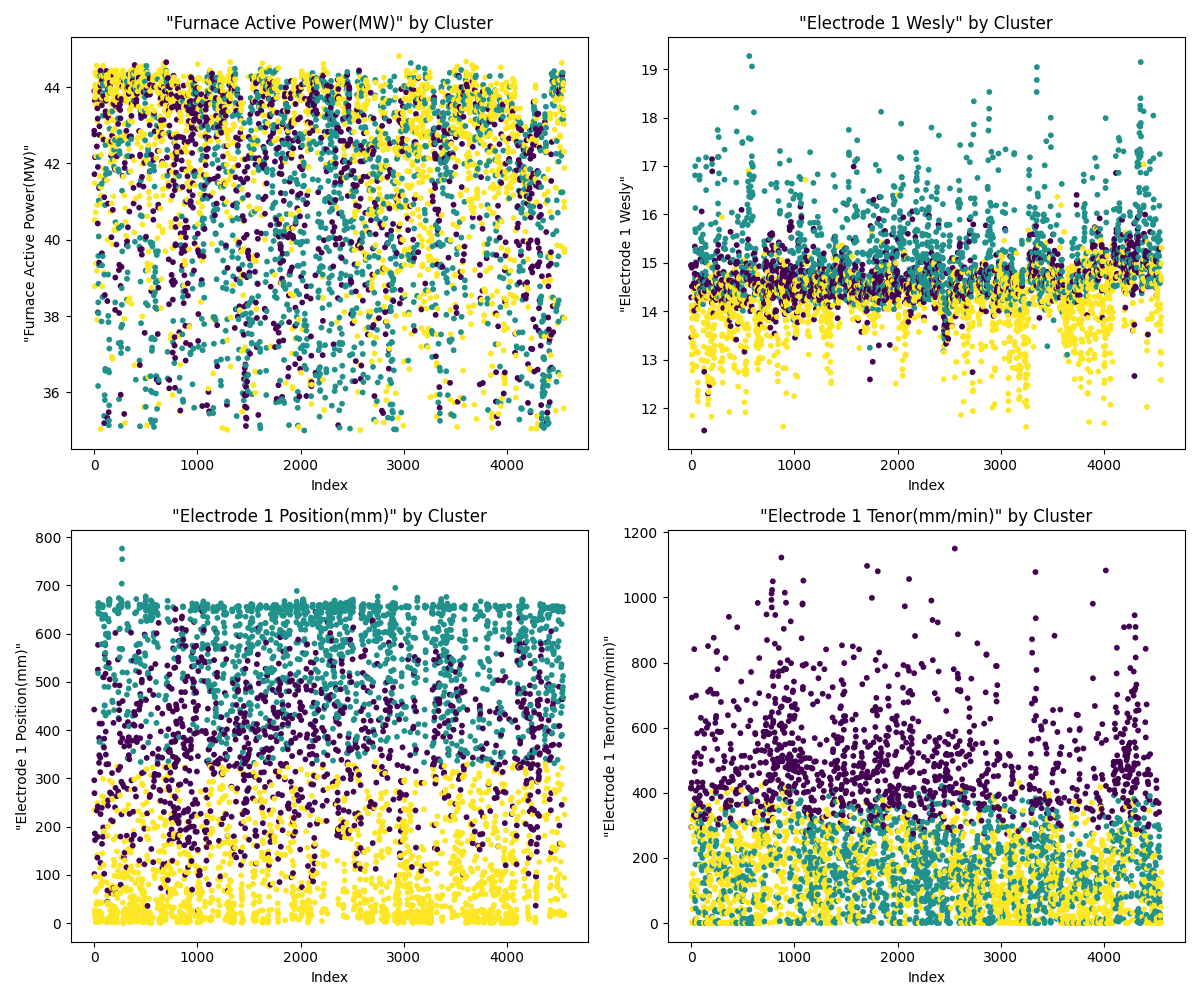 "Furnace Active Power(MW)" by Cluster
"Furnace Active Power(MW)"
44
42
40
38
36
0 1000 2000 3000 4000
Index
"Electrode 1 Wesly" by Cluster
"Electrode 1 Wesly"
19
18
17
16
15
14
13
12
0 1000 2000 3000 4000
Index
"Electrode 1 Position(mm)" by Cluster
"Electrode 1 Position(mm)"
800
700
600
500
400
300
200
100
0
0 1000 2000 3000 4000
Index
"Electrode 1 Tenor(mm/min)" by Cluster
"Electrode 1 Tenor(mm/min)"
1200
1000
800
600
400
200
0
0 1000 2000 3000 4000
Index